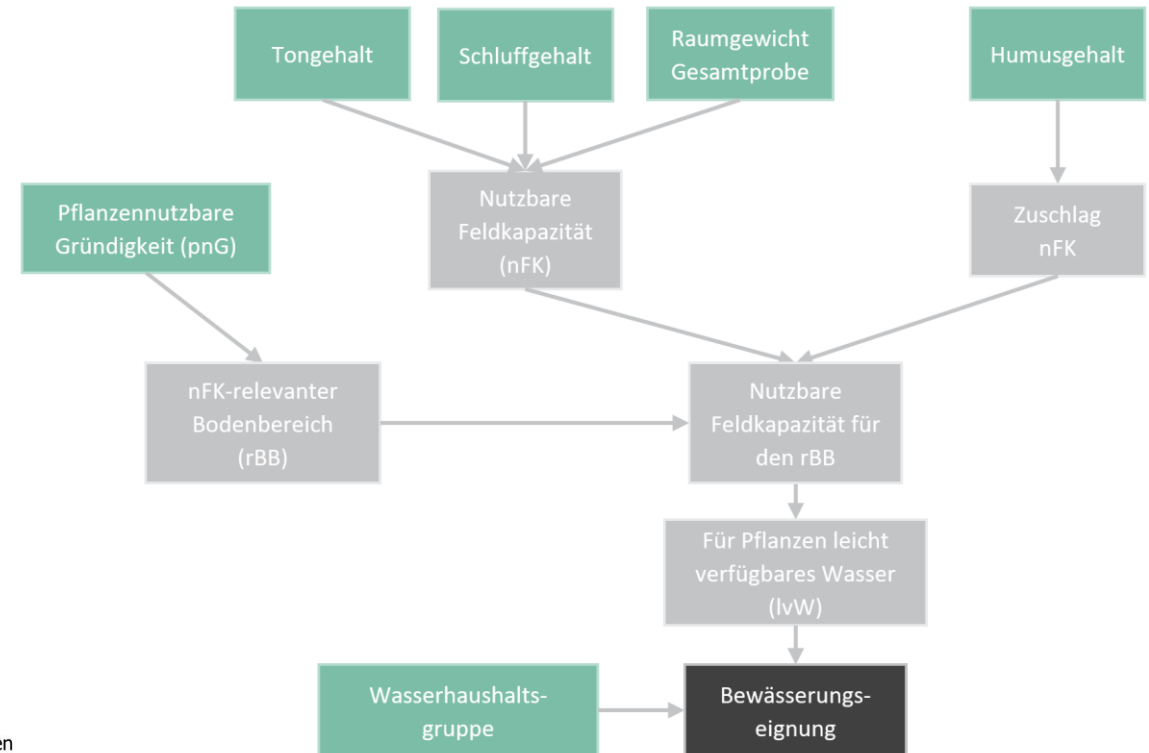 Tongehalt
Schluffgehalt
Raumgewicht
Gesamtprobe
Humusgehalt
Pflanzennutzbare
Gründigkeit (pnG)
Nutzbare
Feldkapazität
(nFK)
Zuschlag
nFK
nFK-relevanter
Bodenbereich
(rBB)
Nutzbare
Feldkapazität für
den rBB
Für Pflanzen leicht
verfügbares Wasser
(lvW)
Wasserhaushalts-
gruppe
Bewässerungs-
eignung
en